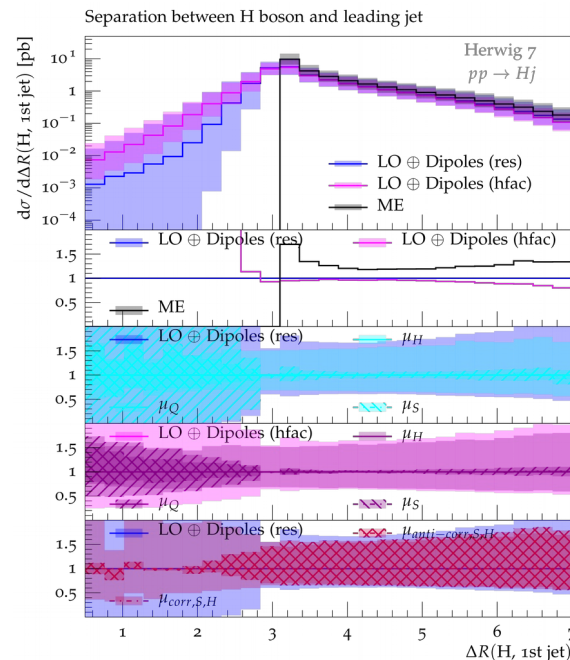 Separation between H boson and leading jet
dσ/dΔR(H, 1st jet) [pb]
10¹
1
10⁻¹
10⁻²
10⁻³
10⁻⁴
Herwig 7
pp → Hj
LO ⊕ Dipoles (res)
LO ⊕ Dipoles (hfac)
ME
LO ⊕ Dipoles (res)
LO ⊕ Dipoles (hfac)
1.5
1
0.5
ME
LO ⊕ Dipoles (res)
μ_H
1.5
1
0.5
μ_Q
μ_S
LO ⊕ Dipoles (hfac)
μ_H
1.5
1
0.5
μ_Q
μ_S
LO ⊕ Dipoles (res)
μ_anti−corr,S,H
1.5
1
0.5
μ_corr,S,H
1 2 3 4 5 6 7
ΔR(H, 1st jet)